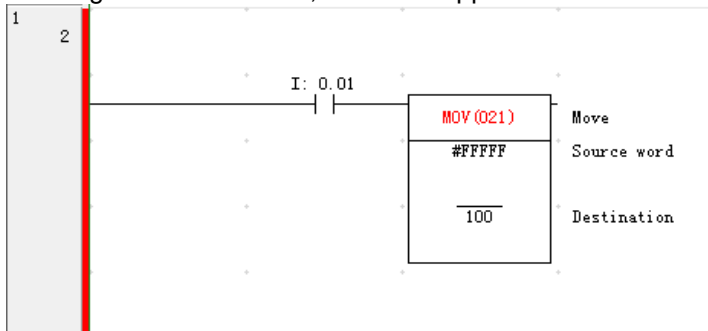 1
2
I: 0.01
MOV(021)
Move
#FFFFF
Source word
100
Destination